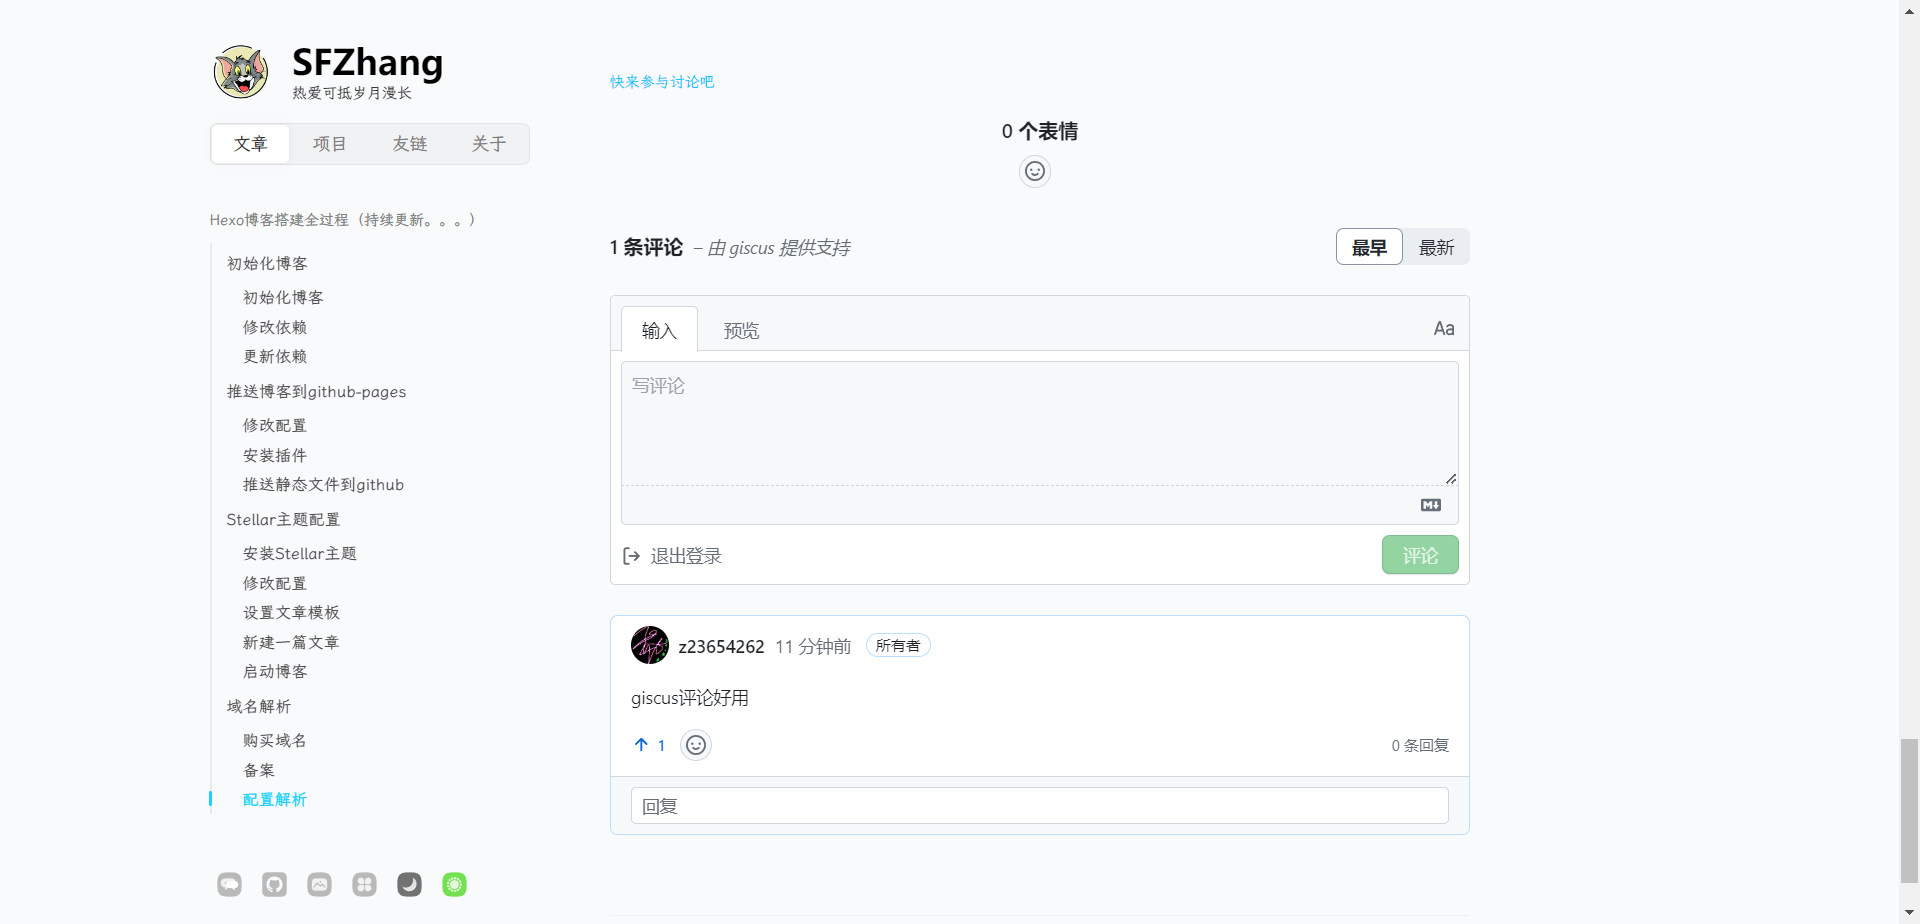 SFZhang
热爱可抵岁月漫长
文章
项目
友链
关于
Hexo博客搭建全过程（持续更新。。。）
初始化博客
初始化博客
修改依赖
更新依赖
推送博客到github-pages
修改配置
安装插件
推送静态文件到github
Stellar主题配置
安装Stellar主题
修改配置
设置文章模板
新建一篇文章
启动博客
域名解析
购买域名
备案
配置解析
快来参与讨论吧
0 个表情
1 条评论 – 由 giscus 提供支持
最早
最新
输入
预览
Aa
写评论
M↓
退出登录
评论
z23654262 11 分钟前 所有者
giscus评论好用
1
0 条回复
回复